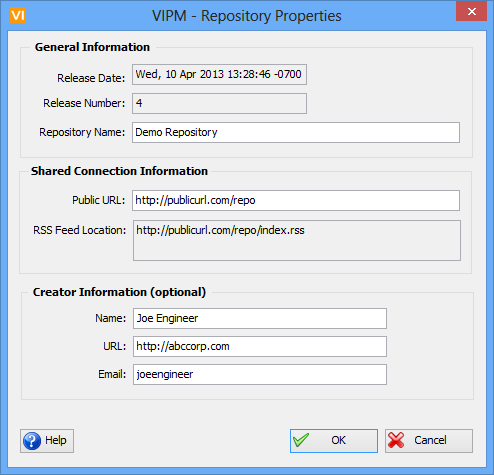 VI VIPM - Repository Properties
General Information
Release Date: Wed, 10 Apr 2013 13:28:46 -0700
Release Number: 4
Repository Name: Demo Repository
Shared Connection Information
Public URL: http://publicurl.com/repo
RSS Feed Location: http://publicurl.com/repo/index.rss
Creator Information (optional)
Name: Joe Engineer
URL: http://abccorp.com
Email: joeengineer
? Help OK Cancel